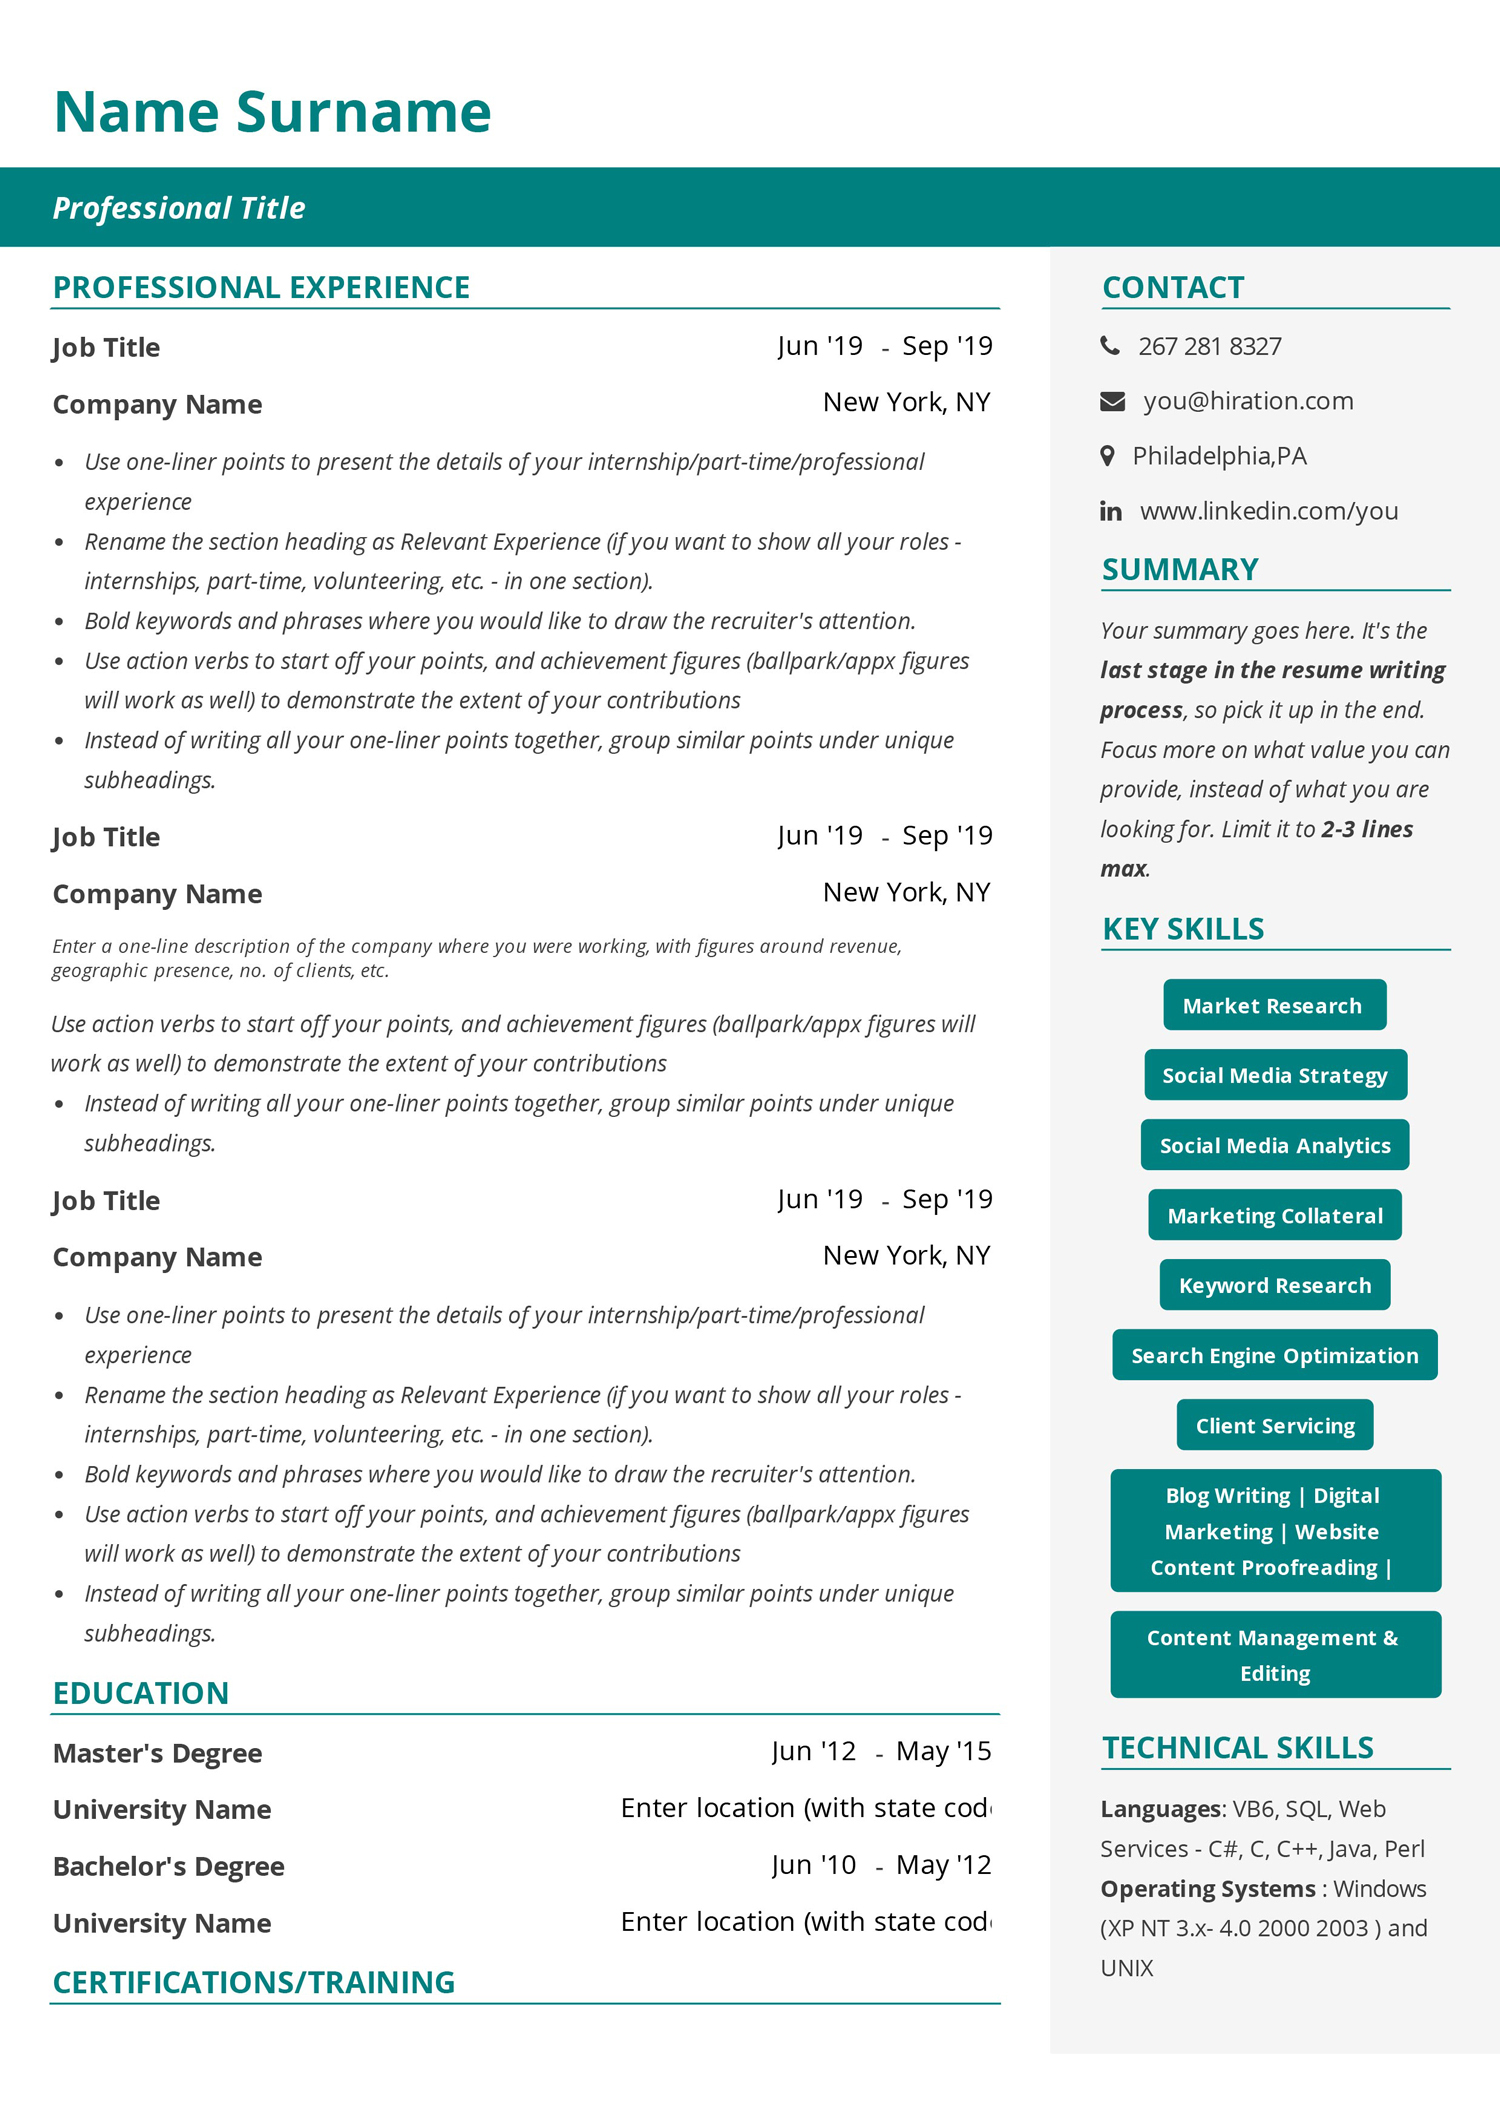 Name Surname
Professional Title
PROFESSIONAL EXPERIENCE
Job Title Jun '19 - Sep '19
Company Name New York, NY
• Use one-liner points to present the details of your internship/part-time/professional
experience
• Rename the section heading as Relevant Experience (if you want to show all your roles -
internships, part-time, volunteering, etc. - in one section).
• Bold keywords and phrases where you would like to draw the recruiter's attention.
• Use action verbs to start off your points, and achievement figures (ballpark/appx figures
will work as well) to demonstrate the extent of your contributions
• Instead of writing all your one-liner points together, group similar points under unique
subheadings.
Job Title Jun '19 - Sep '19
Company Name New York, NY
Enter a one-line description of the company where you were working, with figures around revenue,
geographic presence, no. of clients, etc.
Use action verbs to start off your points, and achievement figures (ballpark/appx figures will
work as well) to demonstrate the extent of your contributions
• Instead of writing all your one-liner points together, group similar points under unique
subheadings.
Job Title Jun '19 - Sep '19
Company Name New York, NY
• Use one-liner points to present the details of your internship/part-time/professional
experience
• Rename the section heading as Relevant Experience (if you want to show all your roles -
internships, part-time, volunteering, etc. - in one section).
• Bold keywords and phrases where you would like to draw the recruiter's attention.
• Use action verbs to start off your points, and achievement figures (ballpark/appx figures
will work as well) to demonstrate the extent of your contributions
• Instead of writing all your one-liner points together, group similar points under unique
subheadings.
EDUCATION
Master's Degree Jun '12 - May '15
University Name Enter location (with state cod
Bachelor's Degree Jun '10 - May '12
University Name Enter location (with state cod
CERTIFICATIONS/TRAINING
CONTACT
267 281 8327
you@hiration.com
Philadelphia,PA
in www.linkedin.com/you
SUMMARY
Your summary goes here. It's the
last stage in the resume writing
process, so pick it up in the end.
Focus more on what value you can
provide, instead of what you are
looking for. Limit it to 2-3 lines
max.
KEY SKILLS
Market Research
Social Media Strategy
Social Media Analytics
Marketing Collateral
Keyword Research
Search Engine Optimization
Client Servicing
Blog Writing | Digital
Marketing | Website
Content Proofreading |
Content Management &
Editing
TECHNICAL SKILLS
Languages: VB6, SQL, Web
Services - C#, C, C++, Java, Perl
Operating Systems : Windows
(XP NT 3.x- 4.0 2000 2003 ) and
UNIX